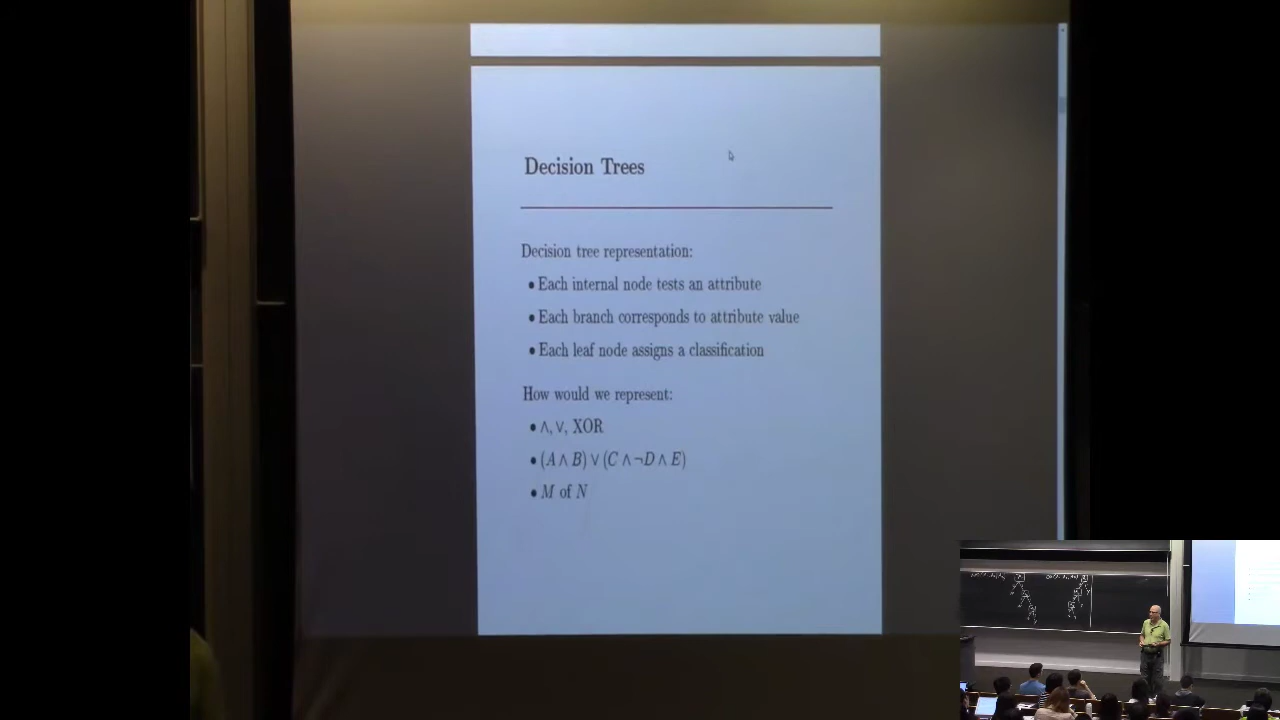 Decision Trees
Decision tree representation:
• Each internal node tests an attribute
• Each branch corresponds to attribute value
• Each leaf node assigns a classification
How would we represent:
• ∧, ∨, XOR
• (A ∧ B) ∨ (C ∧ ¬D ∧ E)
• M of N